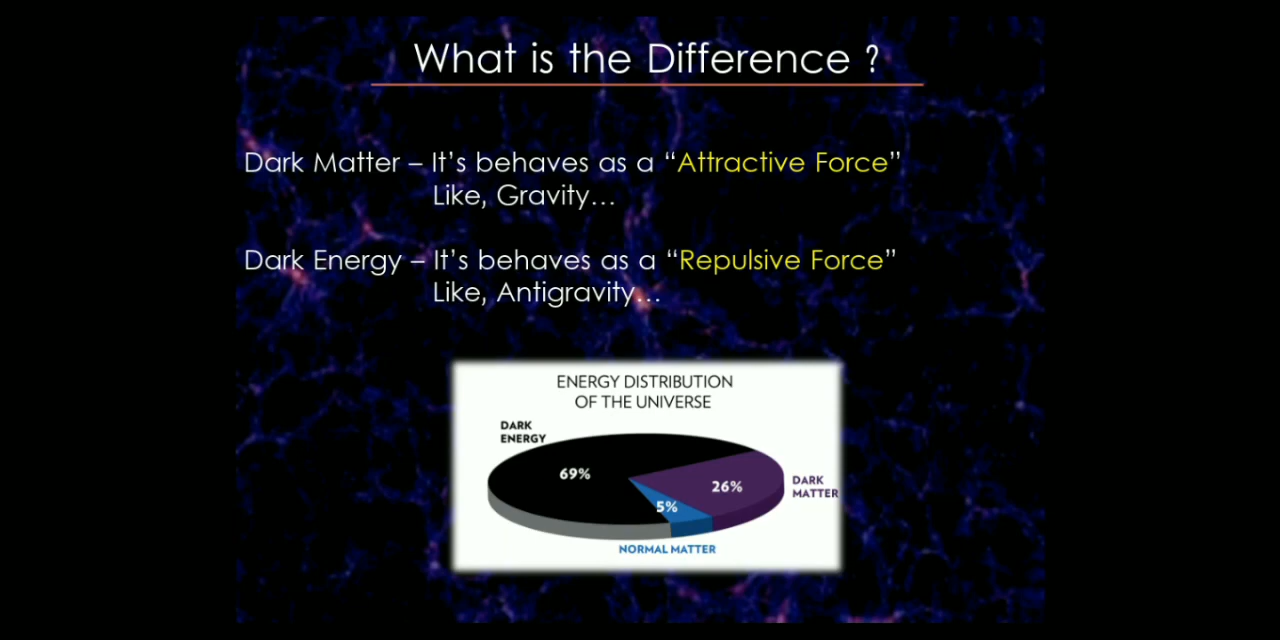 What is the Difference ?
Dark Matter – It's behaves as a “Attractive Force”
Like, Gravity...
Dark Energy – It's behaves as a “Repulsive Force”
Like, Antigravity...
ENERGY DISTRIBUTION
OF THE UNIVERSE
DARK
ENERGY
69%
26%
DARK
MATTER
5%
NORMAL MATTER